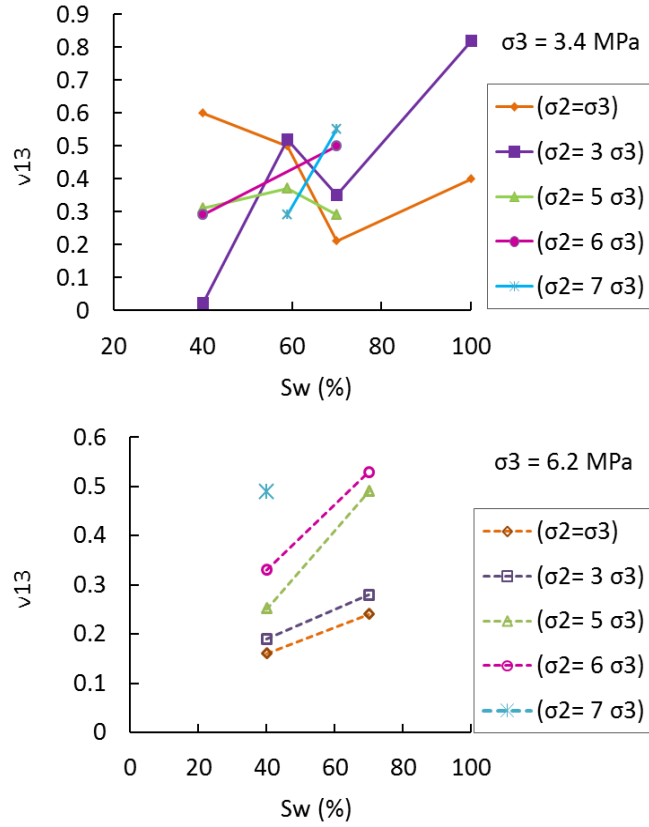 0.9
0.8
0.7
0.6
0.5
0.4
0.3
0.2
0.1
0
v13
20 40 60 80 100
Sw (%)
σ3 = 3.4 MPa
(σ2=σ3)
(σ2= 3 σ3)
(σ2= 5 σ3)
(σ2= 6 σ3)
(σ2= 7 σ3)
0.6
0.5
0.4
0.3
0.2
0.1
0
v13
0 20 40 60 80 100
Sw (%)
σ3 = 6.2 MPa
(σ2=σ3)
(σ2= 3 σ3)
(σ2= 5 σ3)
(σ2= 6 σ3)
(σ2= 7 σ3)